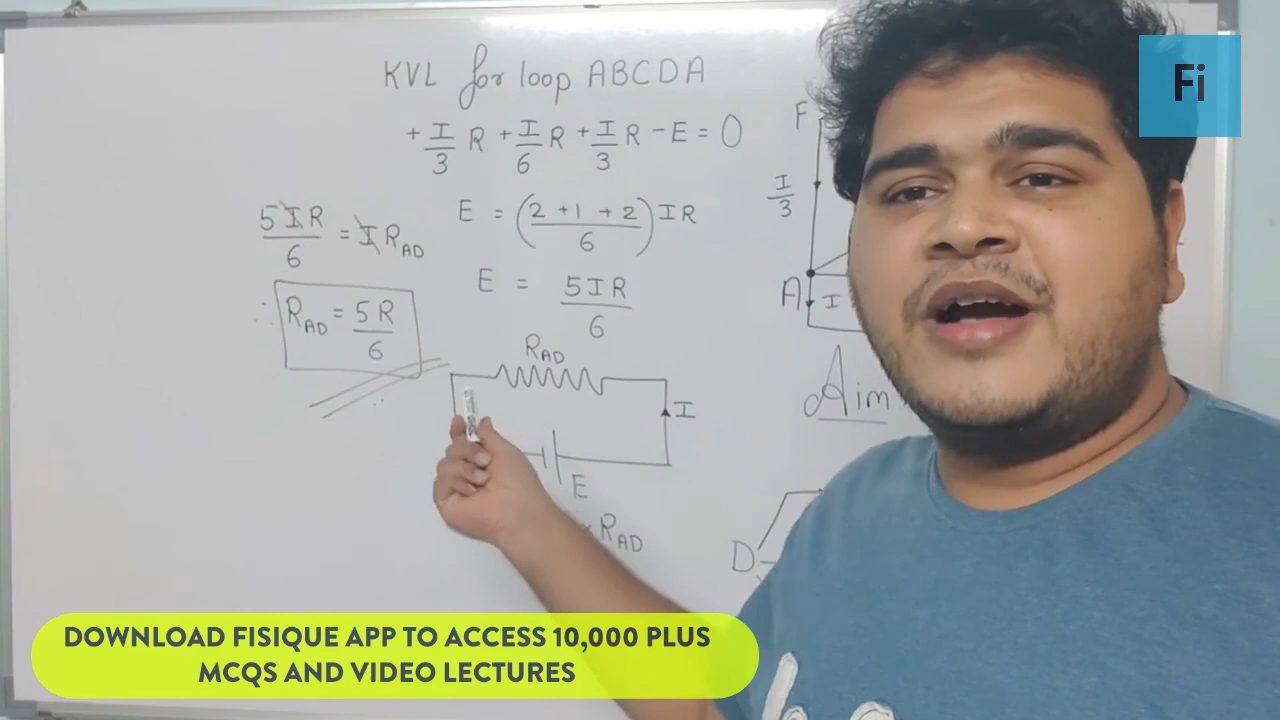 KVL for loop ABCDA
+ I/3 R + I/6 R + I/3 R - E = 0
E = (2 + 1 + 2 / 6) IR
5IR/6 = I R_AD
E = 5IR/6
∴ R_AD = 5R/6
R_AD
I
E
R_AD
F
I/3
A
I
Aim
D
Fi
DOWNLOAD FISIQUE APP TO ACCESS 10,000 PLUS
MCQS AND VIDEO LECTURES